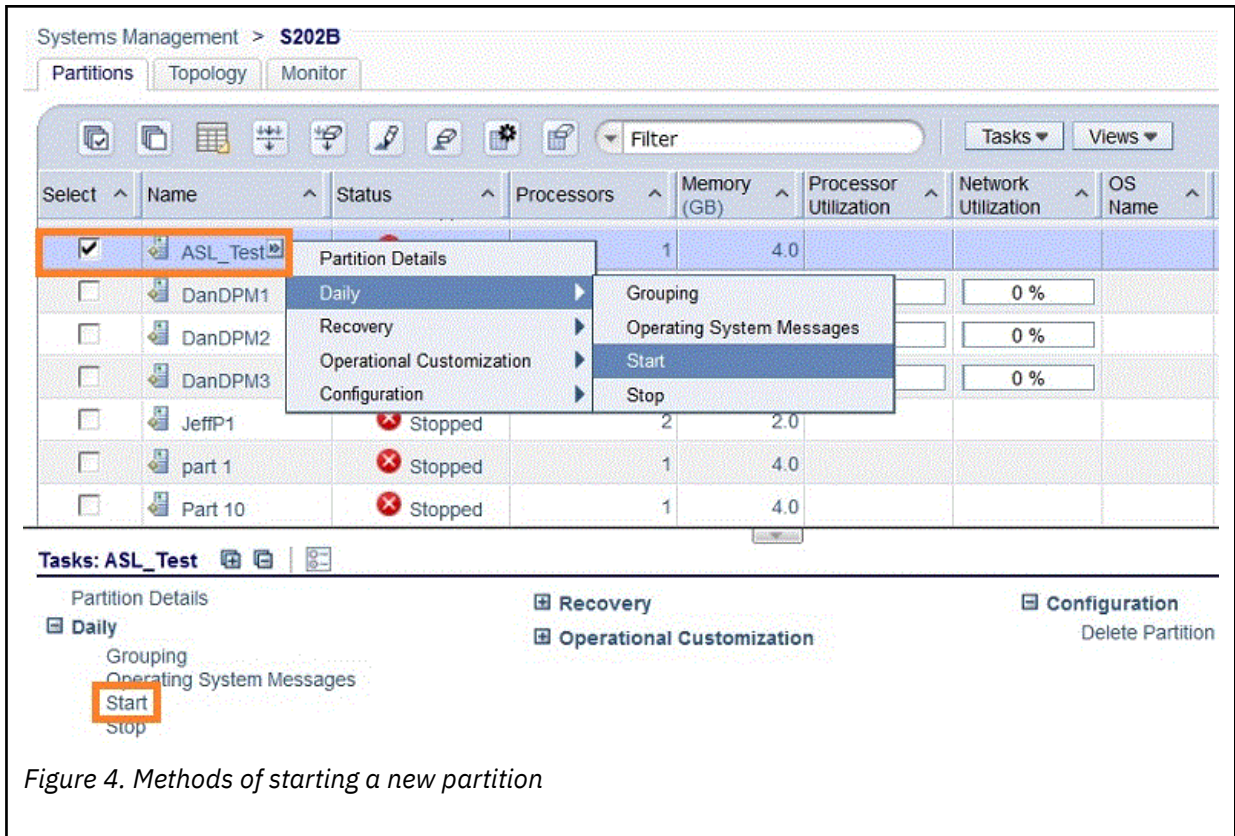 Systems Management > S202B
Partitions Topology Monitor
Filter Tasks Views
Select Name Status Processors Memory (GB) Processor Utilization Network Utilization OS Name
ASL_Test 1 4.0
DanDPM1 0 %
DanDPM2 0 %
DanDPM3 0 %
JeffP1 Stopped 2 2.0
part 1 Stopped 1 4.0
Part 10 Stopped 1 4.0
Partition Details
Daily
Recovery
Operational Customization
Configuration
Grouping
Operating System Messages
Start
Stop
Tasks: ASL_Test
Partition Details
Daily
Grouping
Operating System Messages
Start
Stop
Recovery
Operational Customization
Configuration
Delete Partition
Figure 4. Methods of starting a new partition